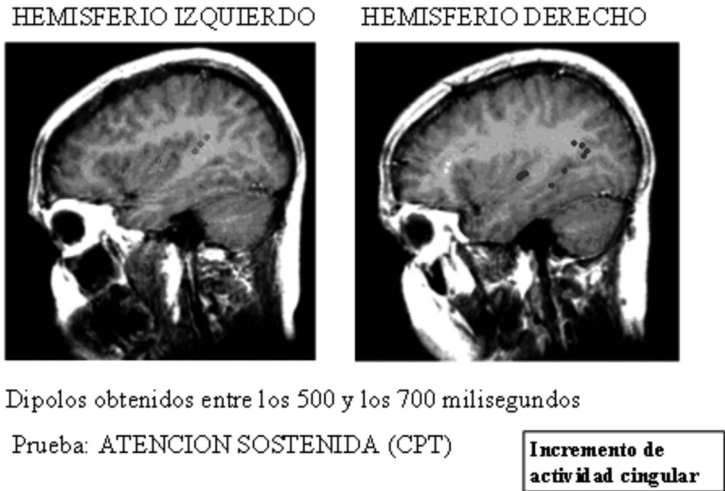 HEMISFERIO IZQUIERDO
HEMISFERIO DERECHO
Dipolos obtenidos entre los 500 y los 700 milisegundos
Prueba: ATENCION SOSTENIDA (CPT)
Incremento de
actividad cingular